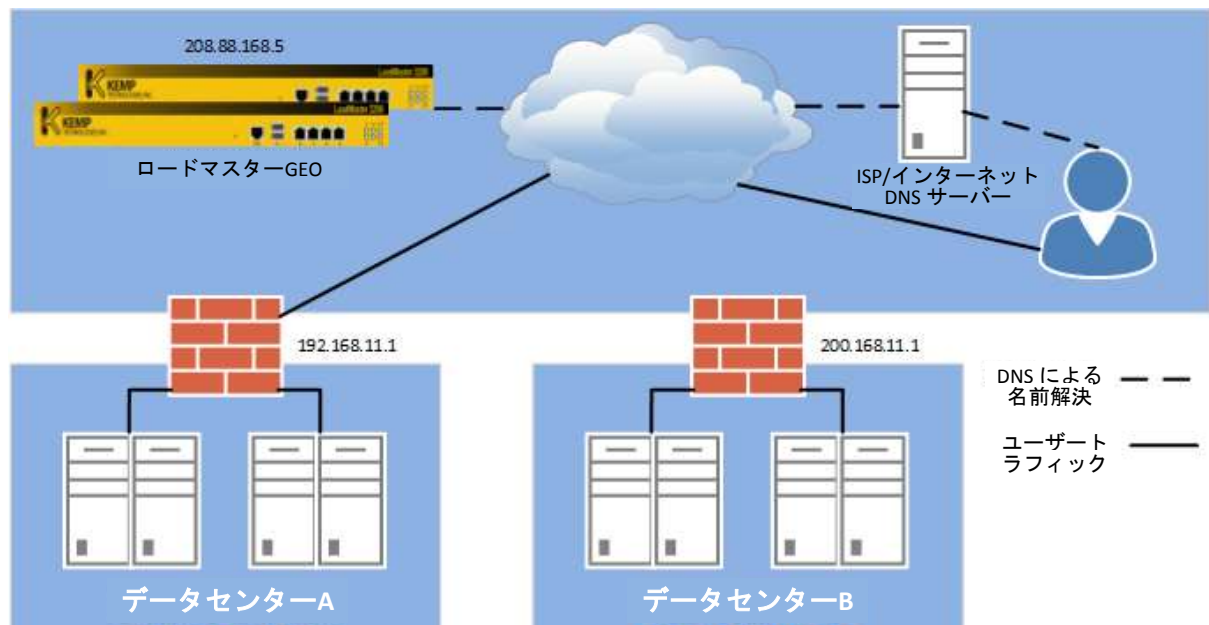 208.88.168.5
KEMP
KEMP
ロードマスターGEO
ISP/インターネット
DNS サーバー
192.168.11.1
200.168.11.1
DNS による
名前解決
ユーザート
ラフィック
データセンターA
データセンターB